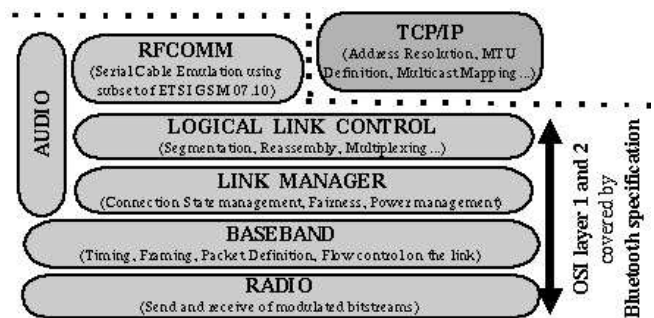 RFCOMM
(Serial Cable Emulation using
subset of ETSI GSM 07.10)
TCP/IP
(Address Resolution, MTU
Definition, Multicast Mapping ...)
AUDIO
LOGICAL LINK CONTROL
(Segmentation, Reassembly, Multiplexing ...)
LINK MANAGER
(Connection State management, Fairness, Power management)
BASEBAND
(Timing, Framing, Packet Definition, Flow control on the link)
RADIO
(Send and receive of modulated bitstreams)
OSI layer 1 and 2
covered by
Bluetooth specification